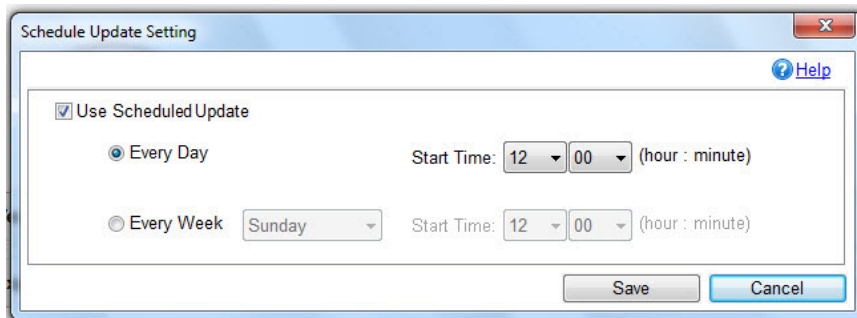 Schedule Update Setting
Help
Use Scheduled Update
Every Day Start Time: 12 00 (hour : minute)
Every Week Sunday Start Time: 12 00 (hour : minute)
Save Cancel